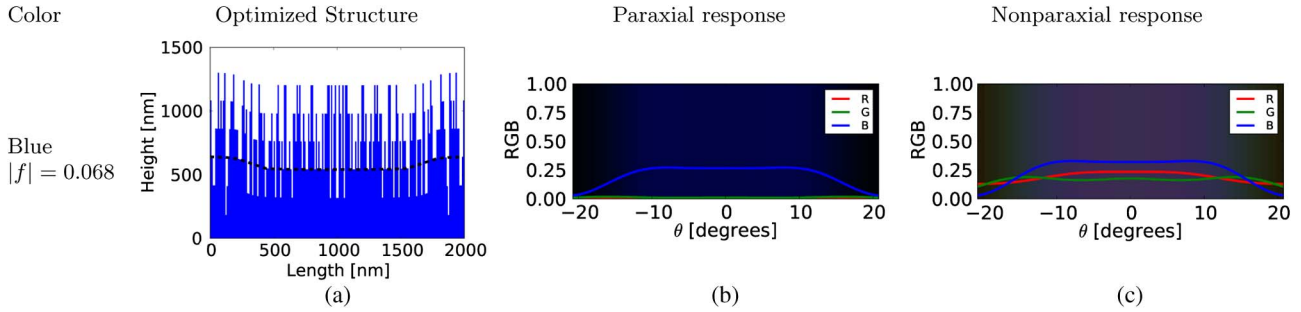 Color
Optimized Structure
Paraxial response
Nonparaxial response
Blue
|f| = 0.068
1500
1000
500
0
Height [nm]
0 500 1000 1500 2000
Length [nm]
(a)
1.00
0.75
0.50
0.25
0.00
RGB
R
G
B
−20 −10 0 10 20
θ [degrees]
(b)
1.00
0.75
0.50
0.25
0.00
RGB
R
G
B
−20 −10 0 10 20
θ [degrees]
(c)